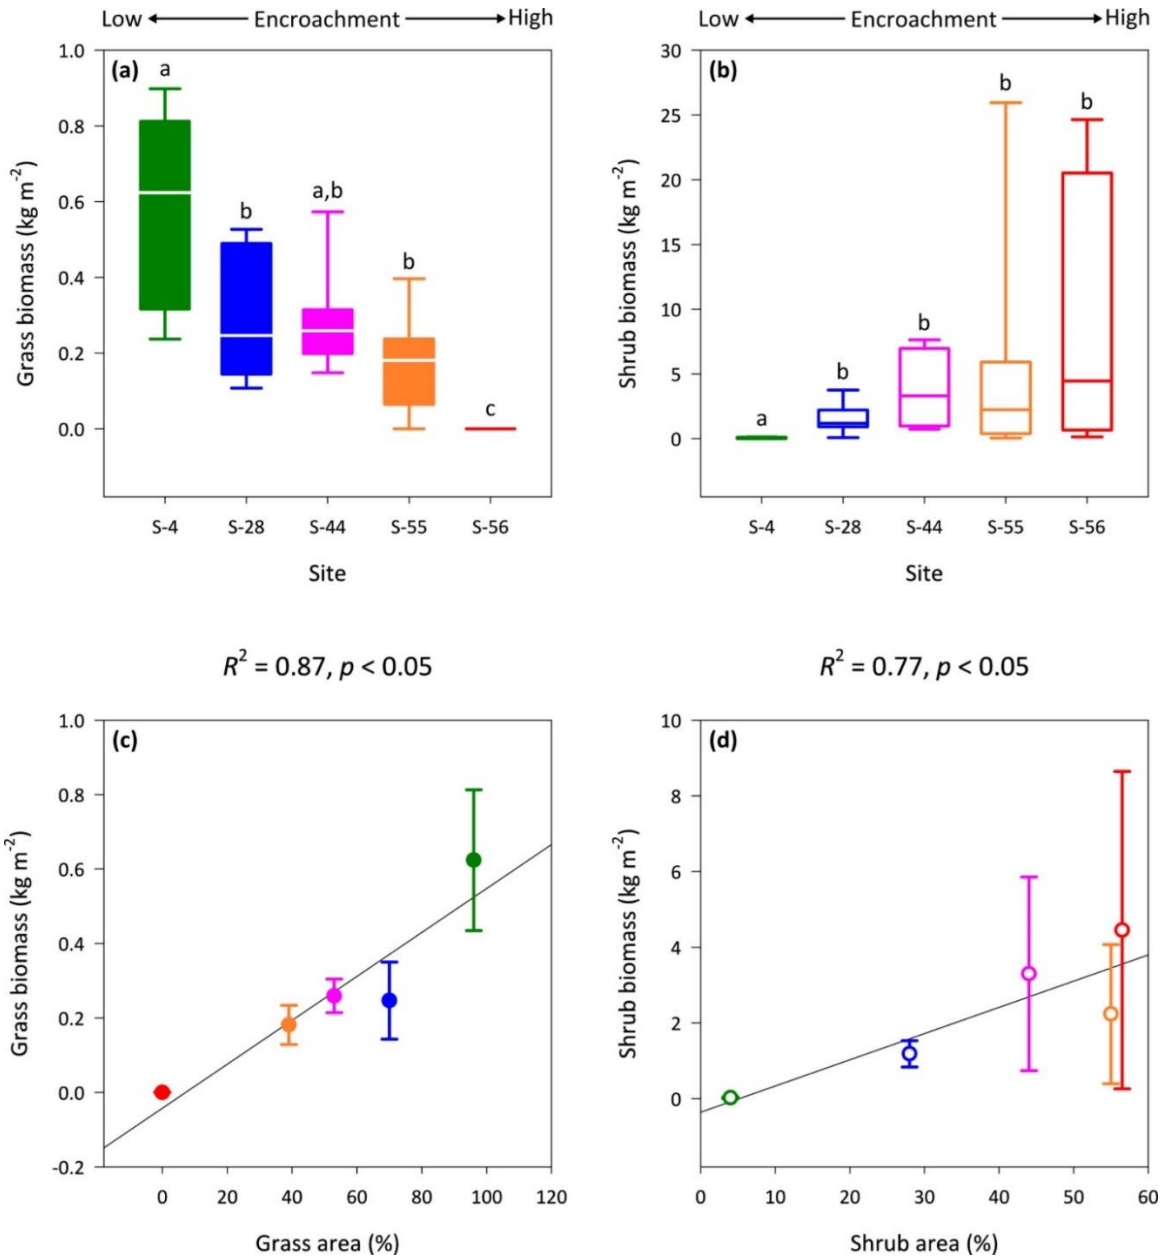 Low Encroachment High
Low Encroachment High
(a)
1.0
0.8
0.6
0.4
0.2
0.0
Grass biomass (kg m⁻²)
a
b
a,b
b
c
S-4 S-28 S-44 S-55 S-56
Site
(b)
30
25
20
15
10
5
0
Shrub biomass (kg m⁻²)
a
b
b
b
b
S-4 S-28 S-44 S-55 S-56
Site
R² = 0.87, p < 0.05
(c)
1.0
0.8
0.6
0.4
0.2
0.0
-0.2
Grass biomass (kg m⁻²)
0 20 40 60 80 100 120
Grass area (%)
R² = 0.77, p < 0.05
(d)
10
8
6
4
2
0
Shrub biomass (kg m⁻²)
0 10 20 30 40 50 60
Shrub area (%)